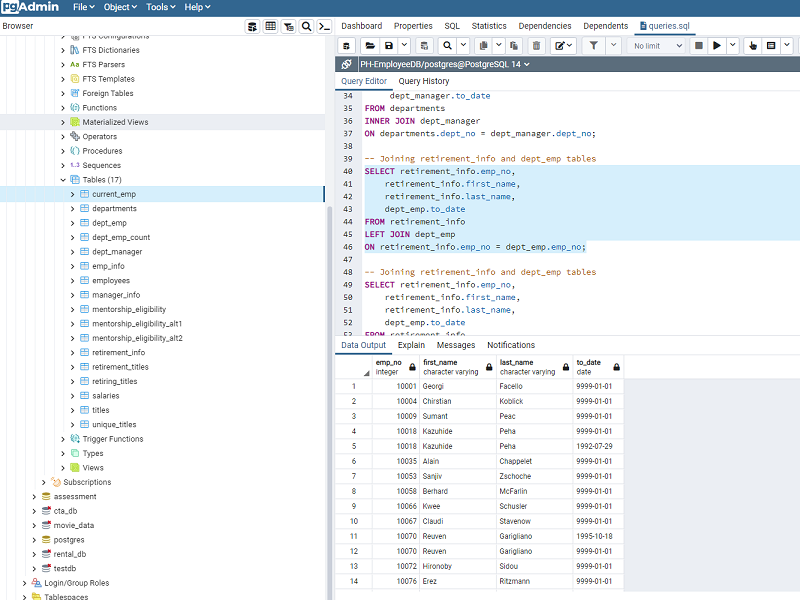 pgAdmin File Object Tools Help
Browser
FTS Configurations
FTS Dictionaries
Aa FTS Parsers
FTS Templates
Foreign Tables
Functions
Materialized Views
Operators
Procedures
1..3 Sequences
Tables (17)
current_emp
departments
dept_emp
dept_emp_count
dept_manager
emp_info
employees
manager_info
mentorship_eligibility
mentorship_eligibility_alt1
mentorship_eligibility_alt2
retirement_info
retirement_titles
retiring_titles
salaries
titles
unique_titles
Trigger Functions
Types
Views
Subscriptions
assessment
cta_db
movie_data
postgres
rental_db
testdb
Login/Group Roles
Tablespaces
Dashboard Properties SQL Statistics Dependencies Dependents queries.sql
No limit
PH-EmployeeDB/postgres@PostgreSQL 14
Query Editor Query History
34 dept_manager.to_date
35 FROM departments
36 INNER JOIN dept_manager
37 ON departments.dept_no = dept_manager.dept_no;
38
39 -- Joining retirement_info and dept_emp tables
40 SELECT retirement_info.emp_no,
41 retirement_info.first_name,
42 retirement_info.last_name,
43 dept_emp.to_date
44 FROM retirement_info
45 LEFT JOIN dept_emp
46 ON retirement_info.emp_no = dept_emp.emp_no;
47
48 -- Joining retirement_info and dept_emp tables
49 SELECT retirement_info.emp_no,
50 retirement_info.first_name,
51 retirement_info.last_name,
52 dept_emp.to_date
53 FROM retirement_info
Data Output Explain Messages Notifications
emp_no first_name last_name to_date
integer character varying character varying date
1 10001 Georgi Facello 9999-01-01
2 10004 Chirstian Koblick 9999-01-01
3 10009 Sumant Peac 9999-01-01
4 10018 Kazuhide Peha 9999-01-01
5 10018 Kazuhide Peha 1992-07-29
6 10035 Alain Chappelet 9999-01-01
7 10053 Sanjiv Zschoche 9999-01-01
8 10058 Berhard McFarlin 9999-01-01
9 10066 Kwee Schusler 9999-01-01
10 10067 Claudi Stavenow 9999-01-01
11 10070 Reuven Garigliano 1995-10-18
12 10070 Reuven Garigliano 9999-01-01
13 10072 Hironoby Sidou 9999-01-01
14 10076 Erez Ritzmann 9999-01-01